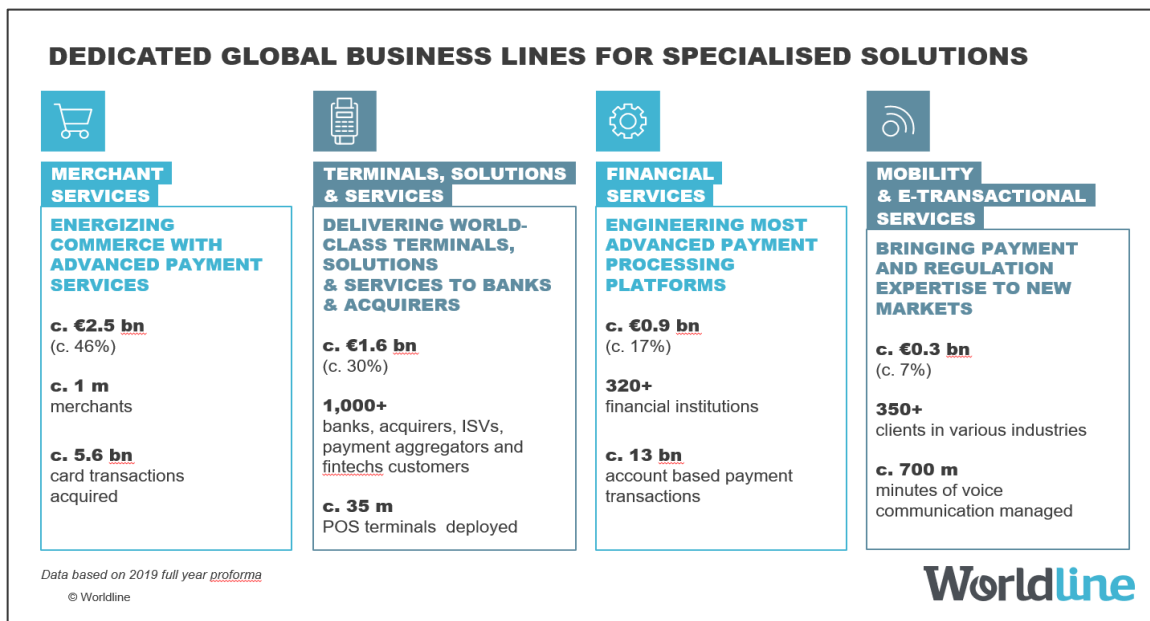 DEDICATED GLOBAL BUSINESS LINES FOR SPECIALISED SOLUTIONS
MERCHANT
SERVICES
ENERGIZING
COMMERCE WITH
ADVANCED PAYMENT
SERVICES
c. €2.5 bn
(c. 46%)
c. 1 m
merchants
c. 5.6 bn
card transactions
acquired
TERMINALS, SOLUTIONS
& SERVICES
DELIVERING WORLD-
CLASS TERMINALS,
SOLUTIONS
& SERVICES TO BANKS
& ACQUIRERS
c. €1.6 bn
(c. 30%)
1,000+
banks, acquirers, ISVs,
payment aggregators and
fintechs customers
c. 35 m
POS terminals  deployed
FINANCIAL
SERVICES
ENGINEERING MOST
ADVANCED PAYMENT
PROCESSING
PLATFORMS
c. €0.9 bn
(c. 17%)
320+
financial institutions
c. 13 bn
account based payment
transactions
MOBILITY
& E-TRANSACTIONAL
SERVICES
BRINGING PAYMENT
AND REGULATION
EXPERTISE TO NEW
MARKETS
c. €0.3 bn
(c. 7%)
350+
clients in various industries
c. 700 m
minutes of voice
communication managed
Data based on 2019 full year proforma
© Worldline
Worldline